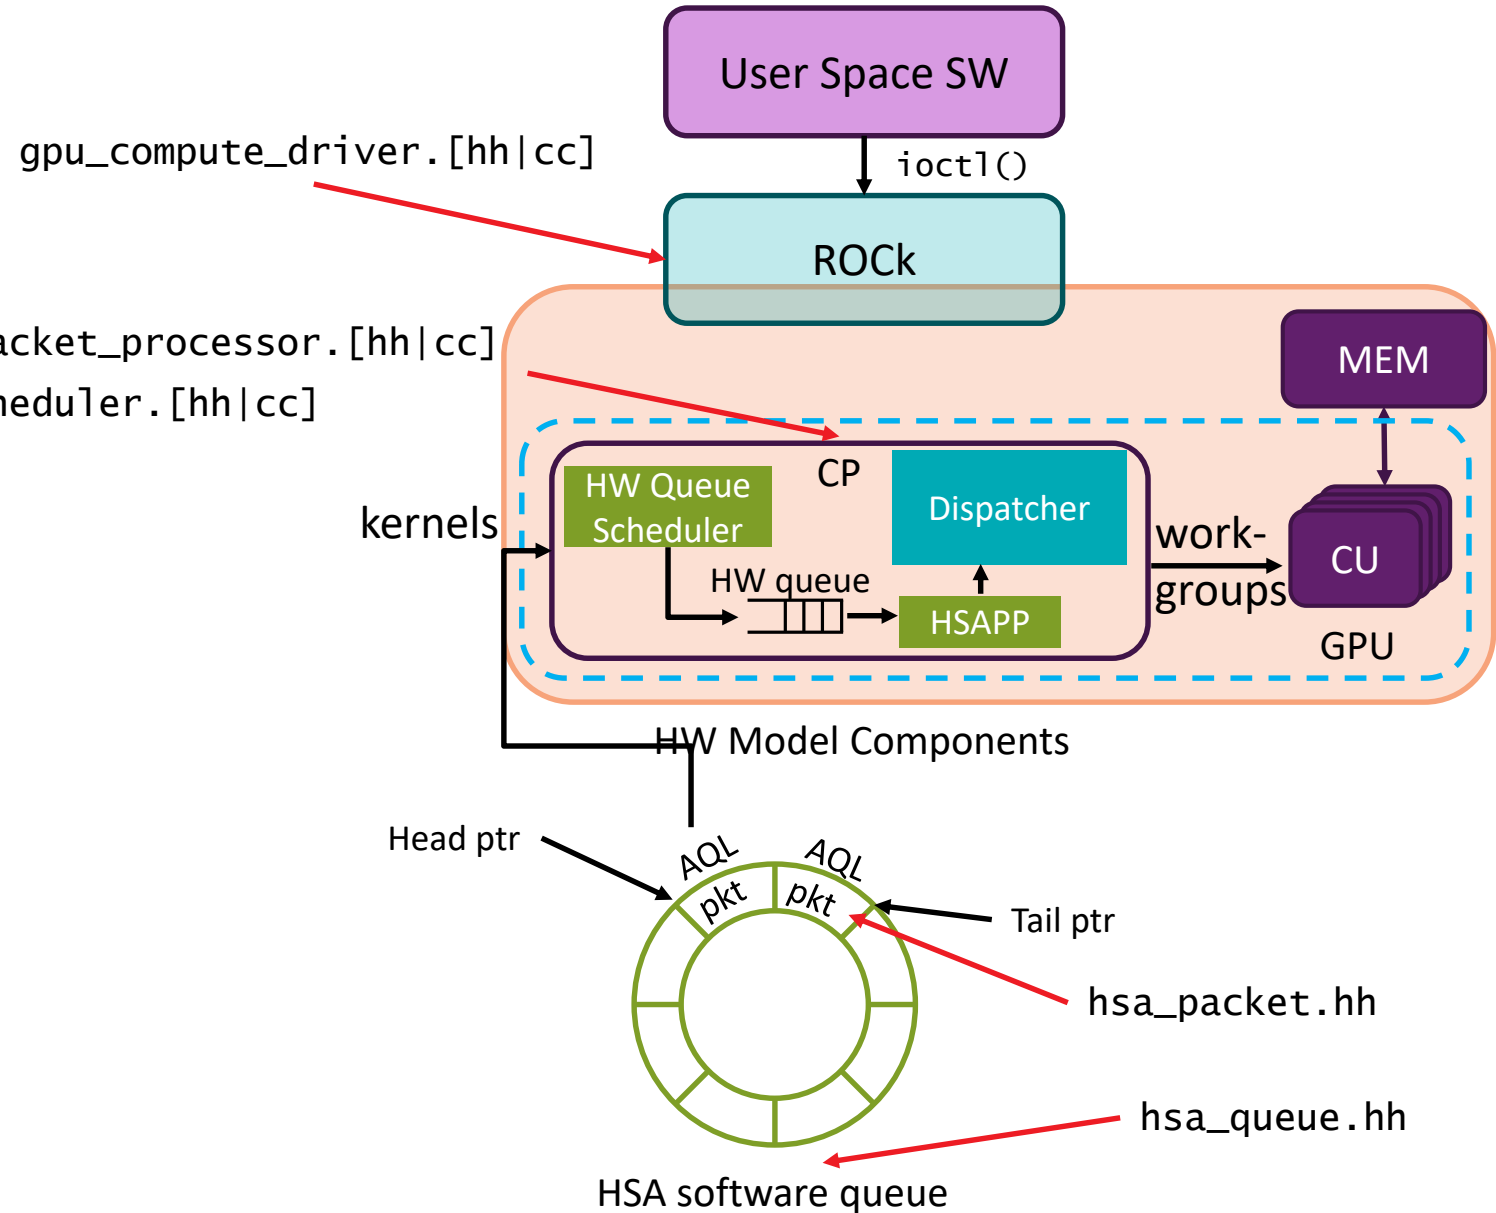 User Space SW
gpu_compute_driver.[hh|cc]
ioctl()
ROCk
acket_processor.[hh|cc]
MEM
heduler.[hh|cc]
CP
HW Queue
Scheduler
Dispatcher
kernels
work-
groups
CU
HW queue
HSAPP
GPU
HW Model Components
Head ptr
AQL
AQL
pkt
pkt
Tail ptr
hsa_packet.hh
hsa_queue.hh
HSA software queue